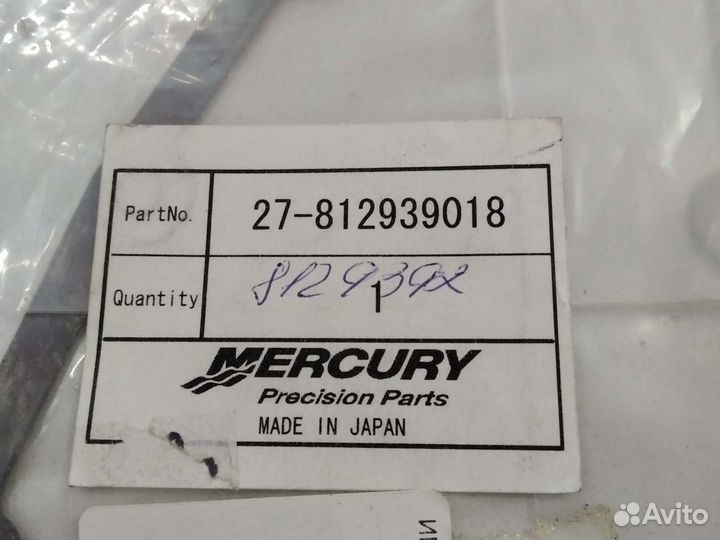 PartNo. 27-812939018
812939
Quantity 1
MERCURY
Precision Parts
MADE IN JAPAN
Avito